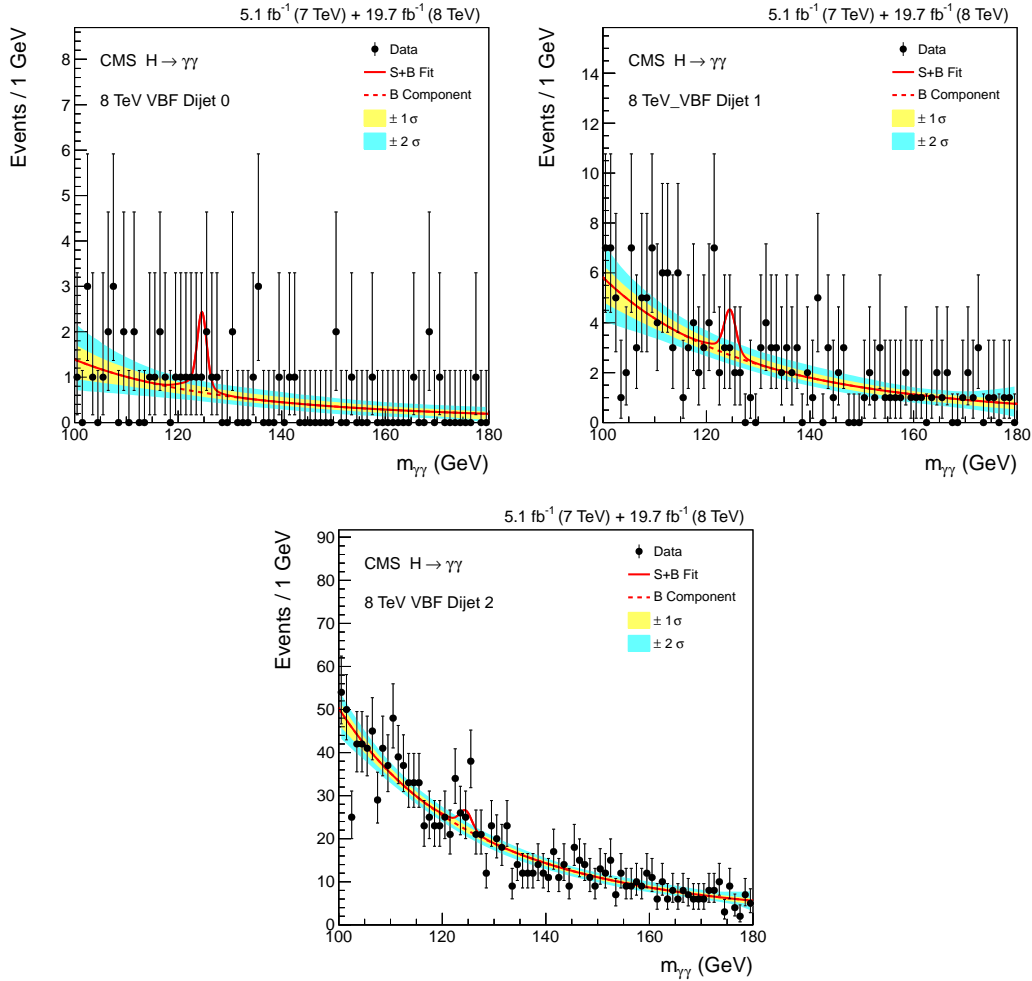 5.1 fb⁻¹ (7 TeV) + 19.7 fb⁻¹ (8 TeV)
CMS H → γγ
8 TeV VBF Dijet 0
Data
S+B Fit
B Component
± 1 σ
± 2 σ
Events / 1 GeV
8
7
6
5
4
3
2
1
0
100 120 140 160 180
m_γγ (GeV)
5.1 fb⁻¹ (7 TeV) + 19.7 fb⁻¹ (8 TeV)
CMS H → γγ
8 TeV_VBF Dijet 1
Data
S+B Fit
B Component
± 1 σ
± 2 σ
Events / 1 GeV
14
12
10
8
6
4
2
0
100 120 140 160 180
m_γγ (GeV)
5.1 fb⁻¹ (7 TeV) + 19.7 fb⁻¹ (8 TeV)
CMS H → γγ
8 TeV VBF Dijet 2
Data
S+B Fit
B Component
± 1 σ
± 2 σ
Events / 1 GeV
90
80
70
60
50
40
30
20
10
0
100 120 140 160 180
m_γγ (GeV)